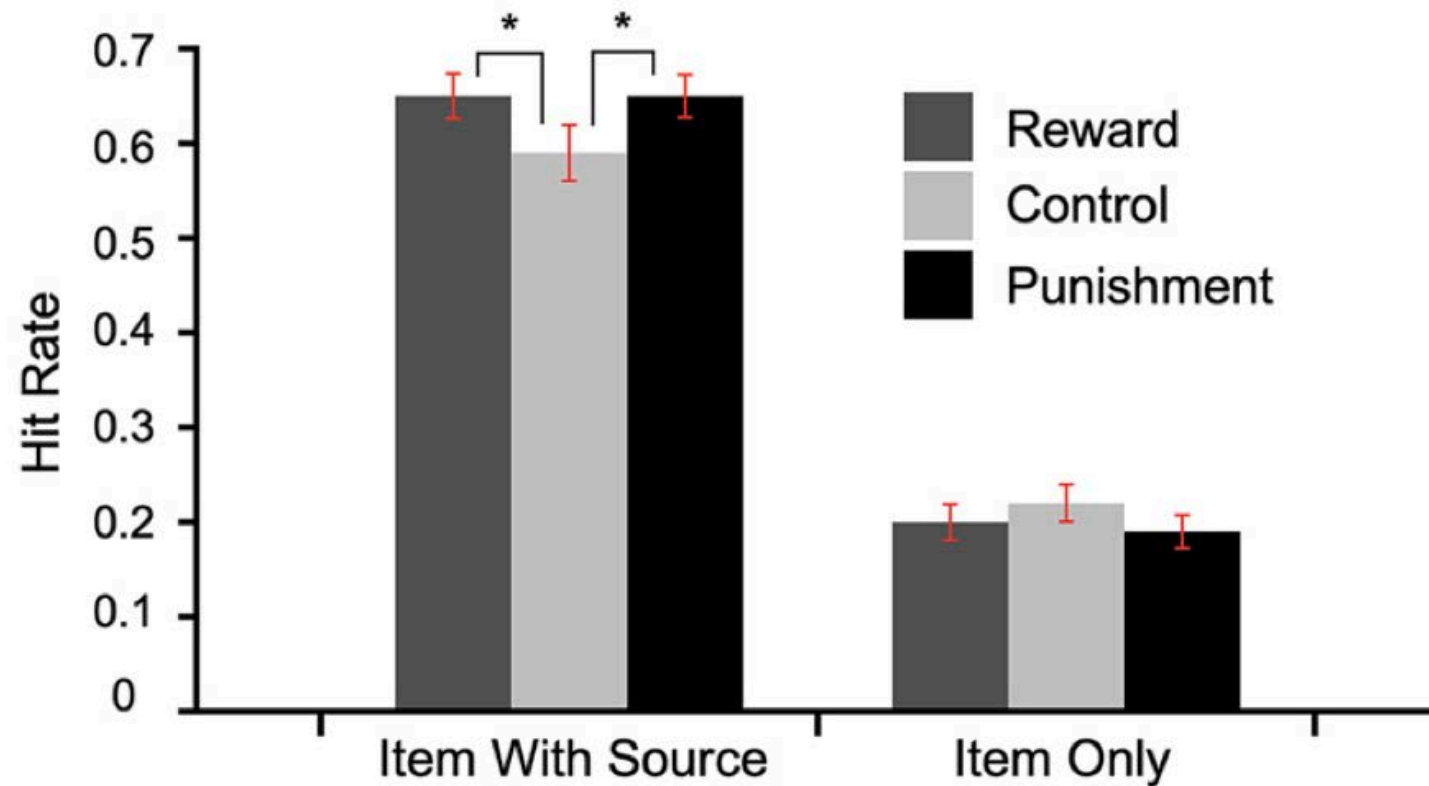 * *
0.7
0.6
0.5
0.4
0.3
0.2
0.1
0
Hit Rate
Reward
Control
Punishment
Item With Source
Item Only